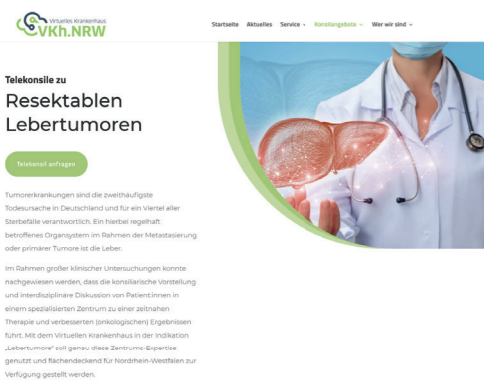 Virtuelles Krankenhaus
VKh.NRW
Startseite Aktuelles Service Konsilangebote Wer wir sind
Telekonsile zu
Resektablen
Lebertumoren
Telekonsil anfragen
Tumorerkrankungen sind die zweithäufigste
Todesursache in Deutschland und für ein Viertel aller
Sterbefälle verantwortlich. Ein hierbei regelhaft
betroffenes Organsystem im Rahmen der Metastasierung
oder primärer Tumore ist die Leber.
Im Rahmen großer klinischer Untersuchungen konnte
nachgewiesen werden, dass die konsiliarische Vorstellung
und interdisziplinäre Diskussion von Patient:innen in
einem spezialisierten Zentrum zu einer zeitnahen
Therapie und verbesserten (onkologischen) Ergebnissen
führt. Mit dem Virtuellen Krankenhaus in der Indikation
„Lebertumore“ soll genau diese Zentrums-Expertise
genutzt und flächendeckend für Nordrhein-Westfalen zur
Verfügung gestellt werden.